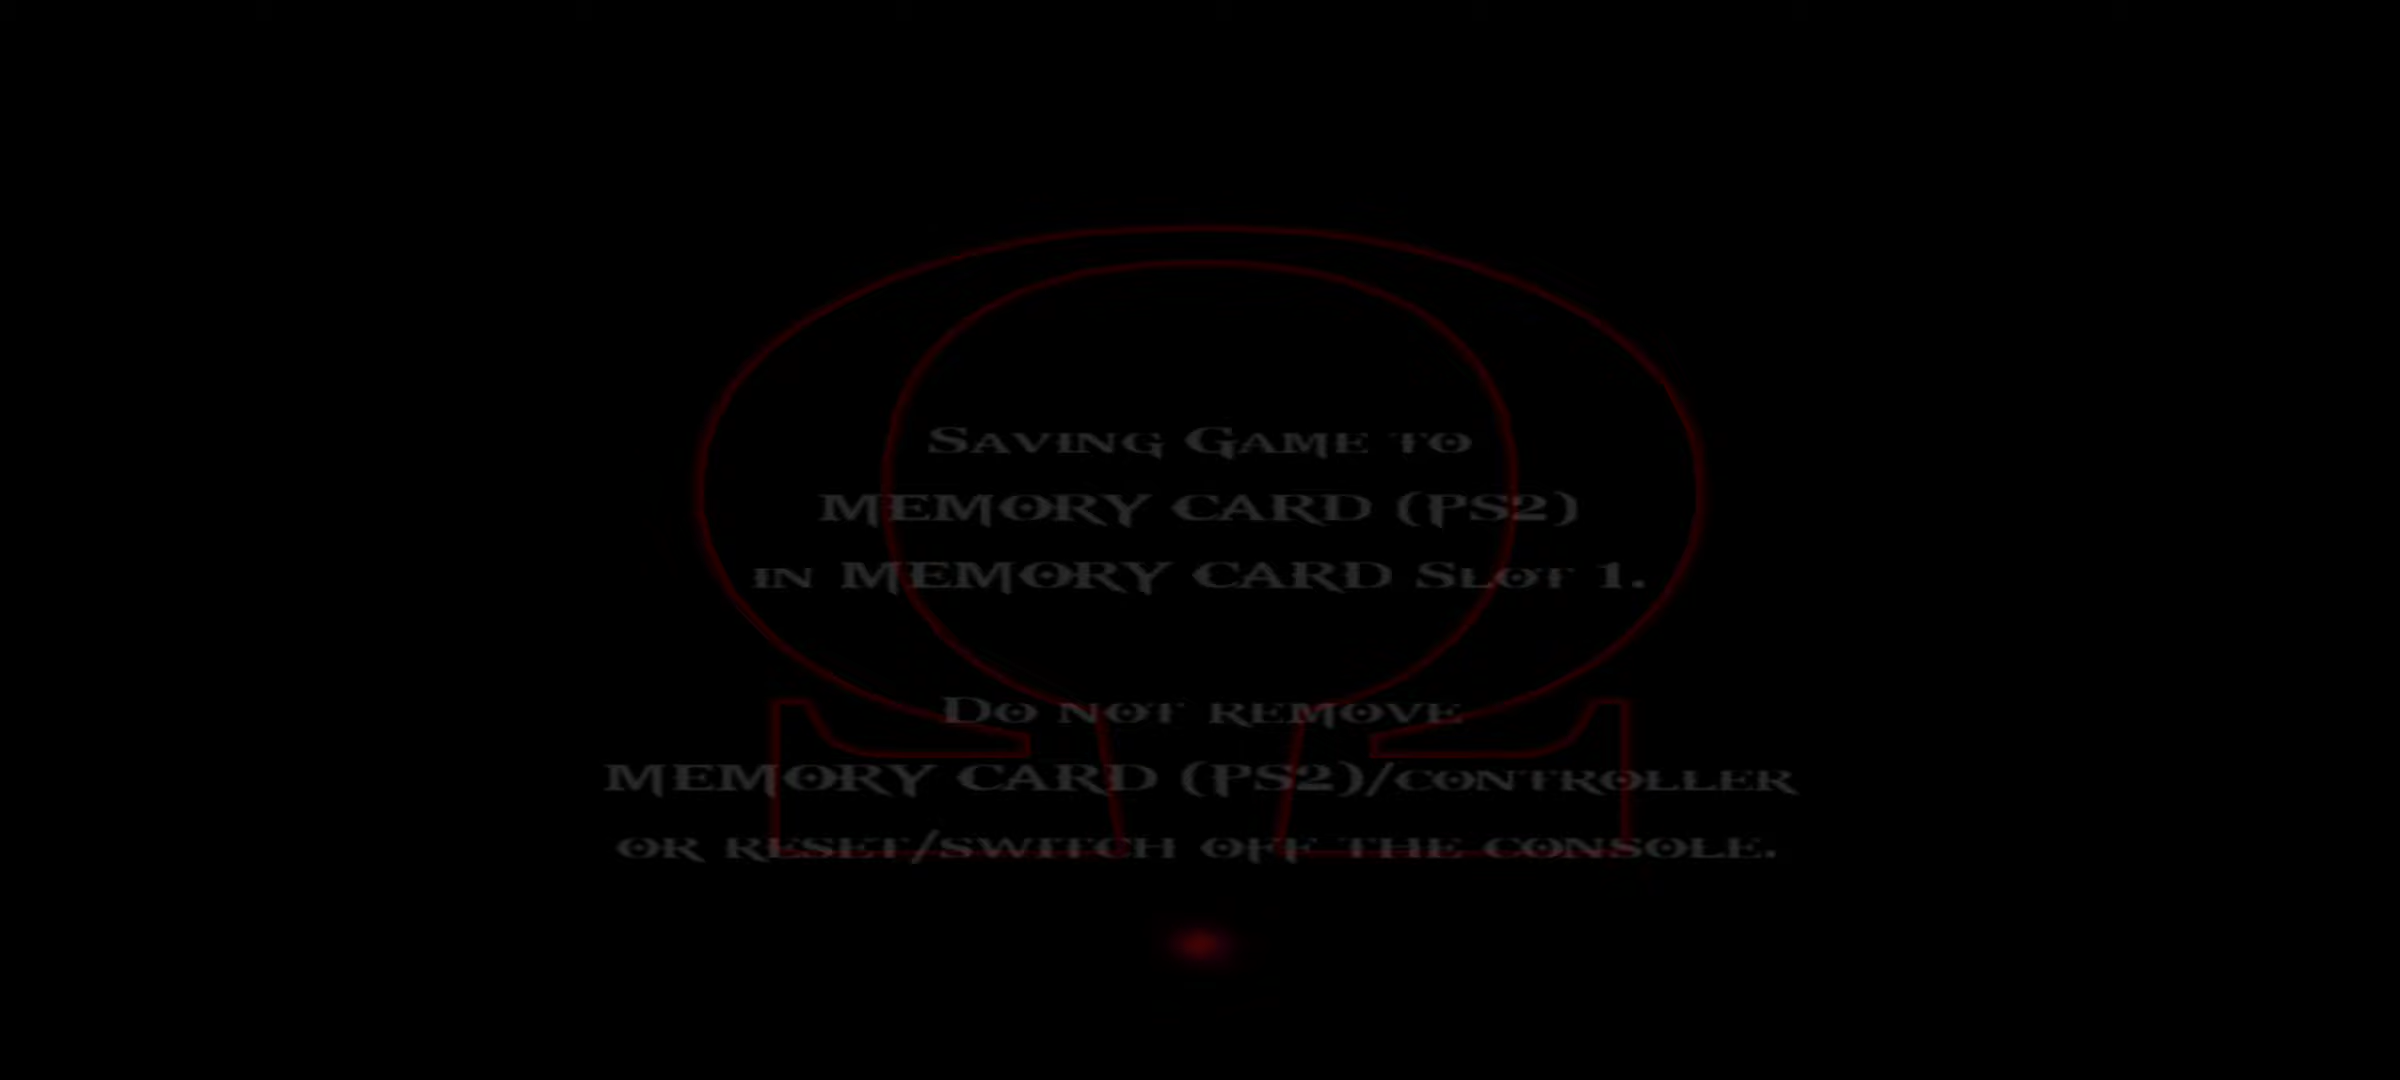 Saving Game to
MEMORY CARD (PS2)
in MEMORY CARD Slot 1.
Do not remove
MEMORY CARD (PS2)/controller
or reset/switch off the console.